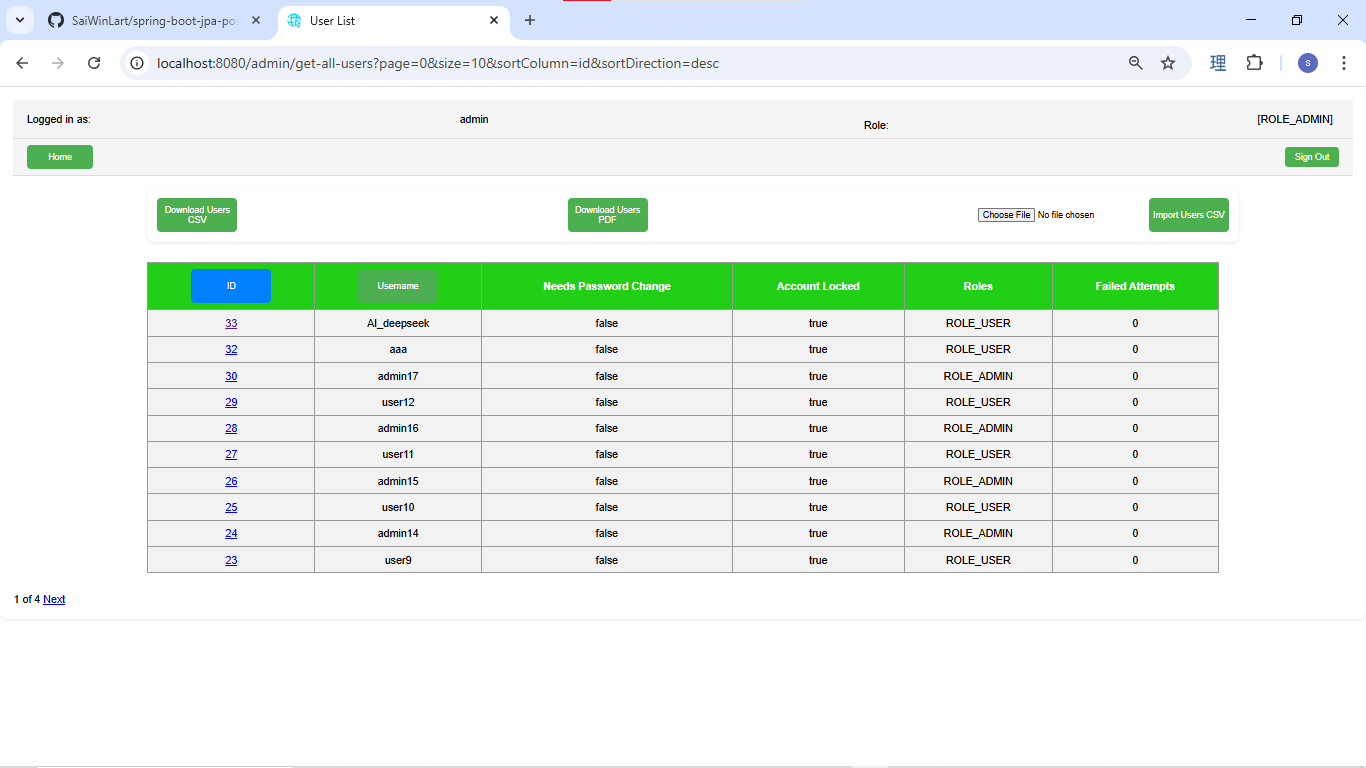 SaiWinLart/spring-boot-jpa-pos
User List
localhost:8080/admin/get-all-users?page=0&size=10&sortColumn=id&sortDirection=desc
理
S
Logged in as: admin Role: [ROLE_ADMIN]
Home Sign Out
Download Users
CSV
Download Users
PDF
Choose File No file chosen
Import Users CSV
ID Username Needs Password Change Account Locked Roles Failed Attempts
33 AI_deepseek false true ROLE_USER 0
32 aaa false true ROLE_USER 0
30 admin17 false true ROLE_ADMIN 0
29 user12 false true ROLE_USER 0
28 admin16 false true ROLE_ADMIN 0
27 user11 false true ROLE_USER 0
26 admin15 false true ROLE_ADMIN 0
25 user10 false true ROLE_USER 0
24 admin14 false true ROLE_ADMIN 0
23 user9 false true ROLE_USER 0
1 of 4 Next